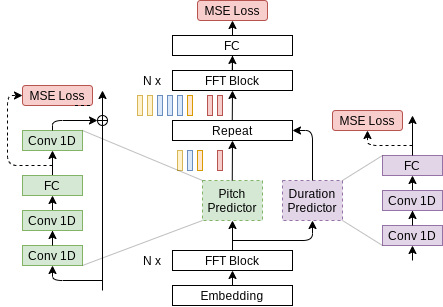 MSE Loss
FC
N x
FFT Block
Repeat
Pitch
Predictor
Duration
Predictor
N x
FFT Block
Embedding
MSE Loss
Conv 1D
FC
Conv 1D
Conv 1D
MSE Loss
FC
Conv 1D
Conv 1D